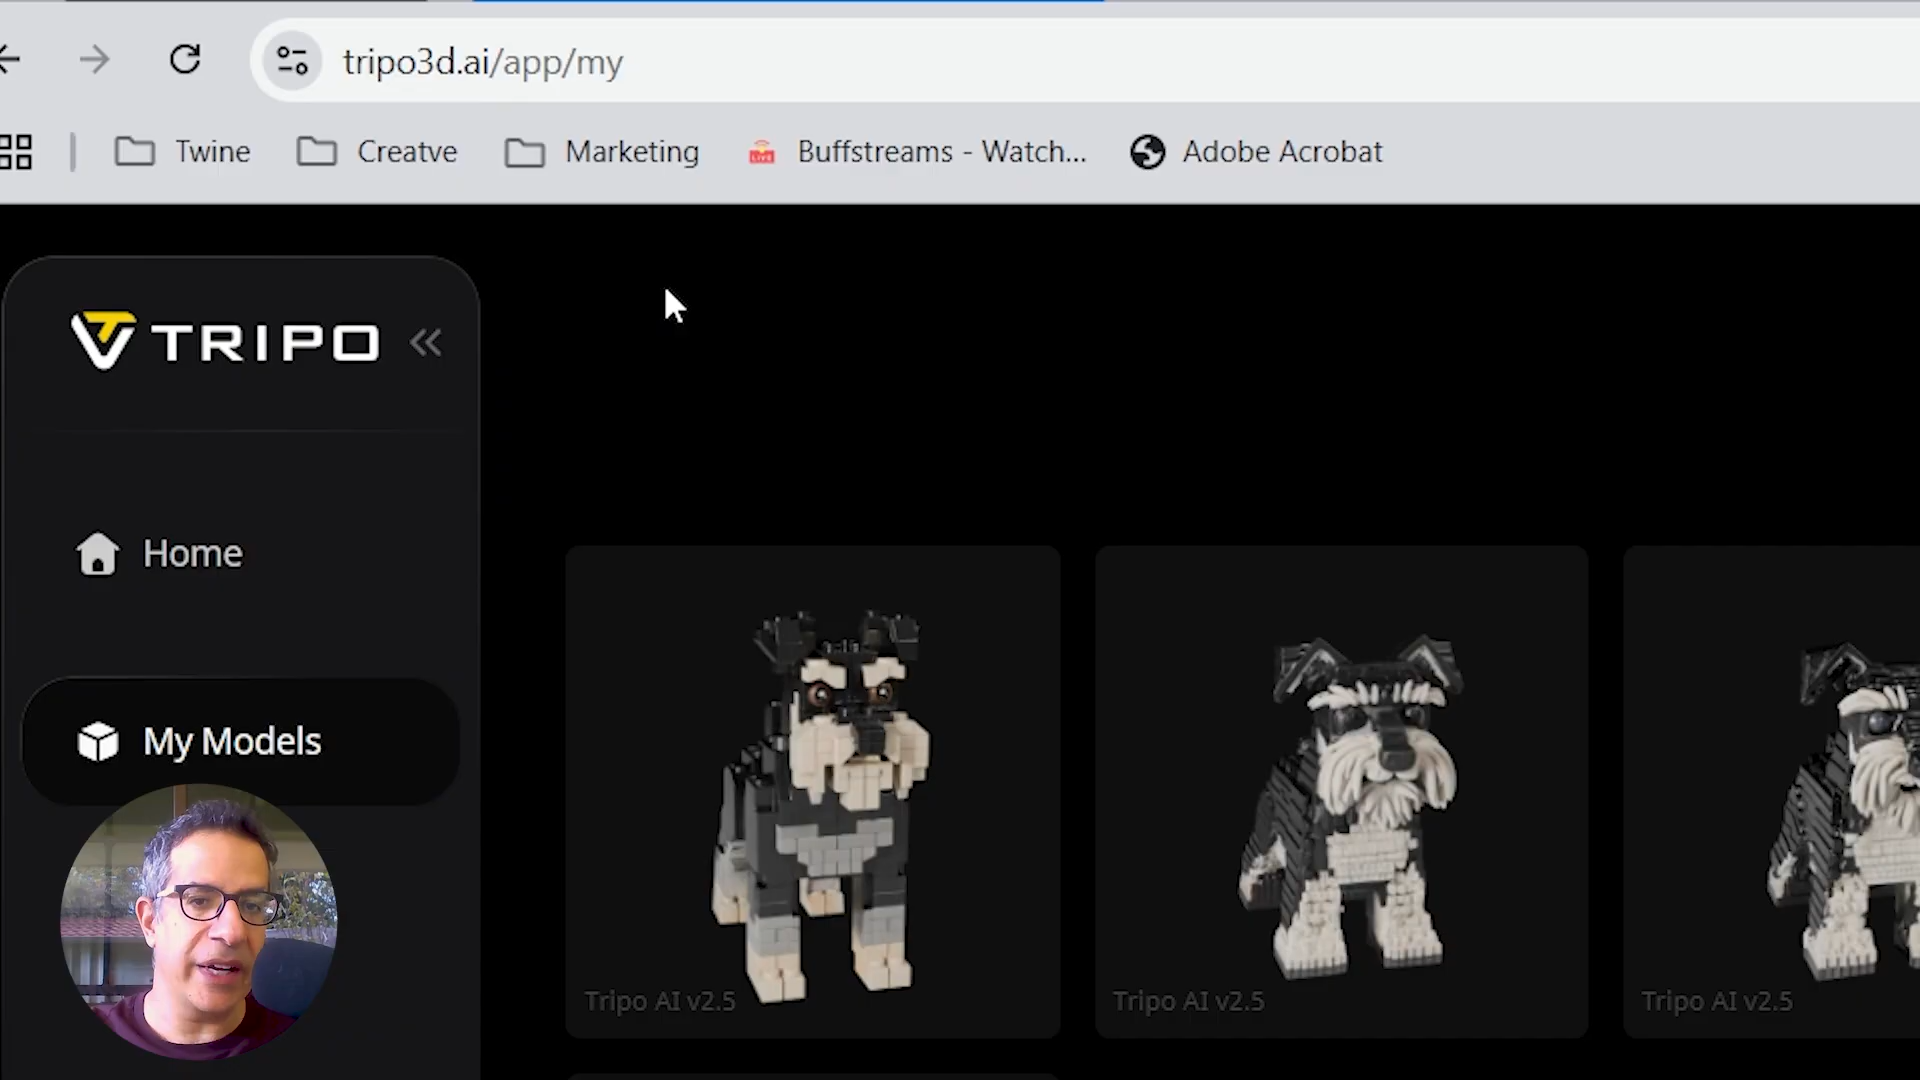 tripo3d.ai/app/my
Twine Creatve Marketing LIVE Buffstreams - Watch... Adobe Acrobat
TRIPO
Home
My Models
Tripo AI v2.5 Tripo AI v2.5 Tripo AI v2.5